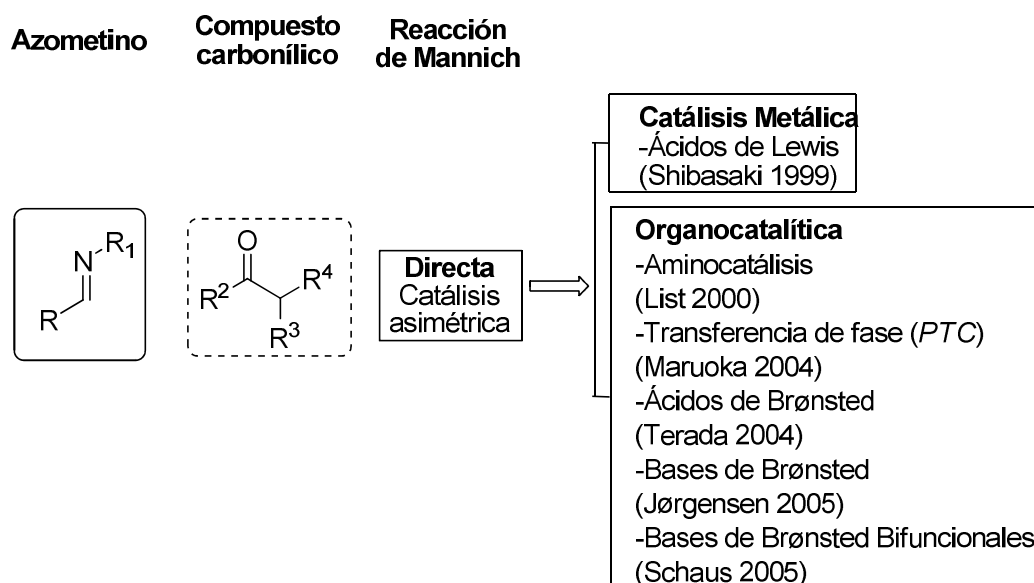 Azometino
Compuesto
carbonílico
Reacción
de Mannich
N
R1
R
O
R2
R4
R3
Directa
Catálisis
asimétrica
Catálisis Metálica
-Ácidos de Lewis
(Shibasaki 1999)
Organocatalítica
-Aminocatálisis
(List 2000)
-Transferencia de fase (PTC)
(Maruoka 2004)
-Ácidos de Brønsted
(Terada 2004)
-Bases de Brønsted
(Jørgensen 2005)
-Bases de Brønsted Bifuncionales
(Schaus 2005)